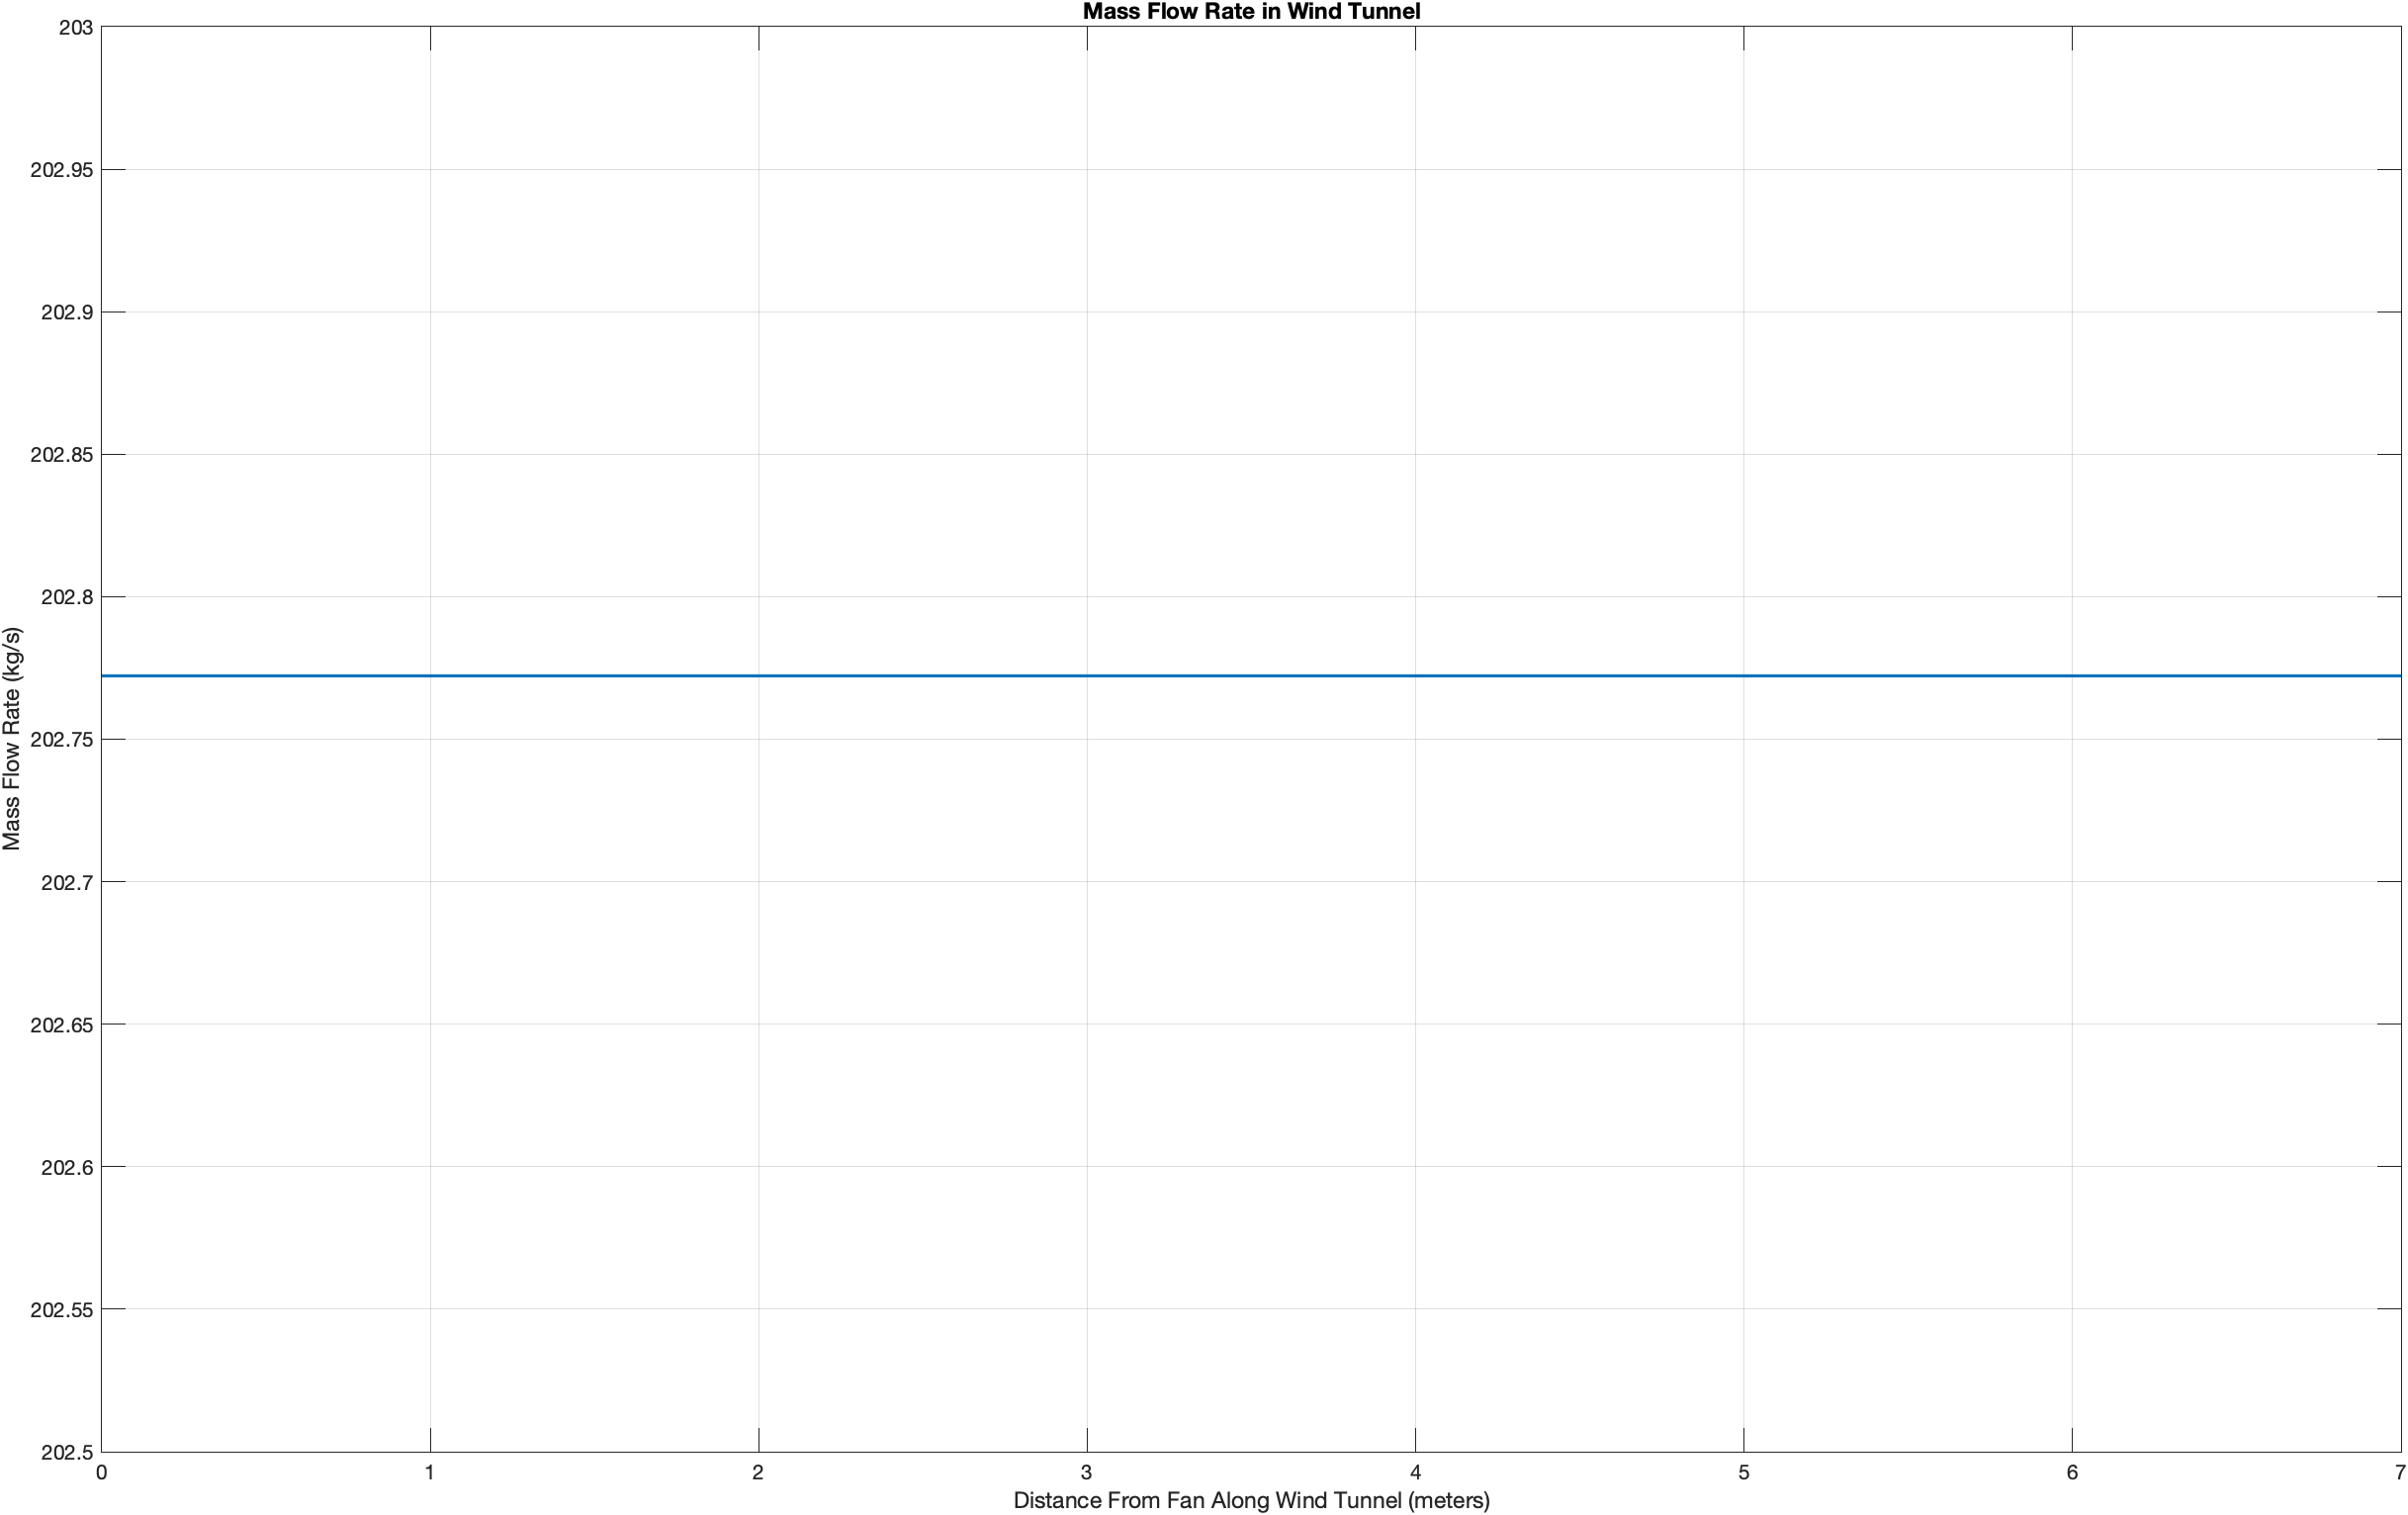 Mass Flow Rate in Wind Tunnel
203
202.95
202.9
202.85
202.8
202.75
202.7
202.65
202.6
202.55
202.5
Mass Flow Rate (kg/s)
0 1 2 3 4 5 6 7
Distance From Fan Along Wind Tunnel (meters)